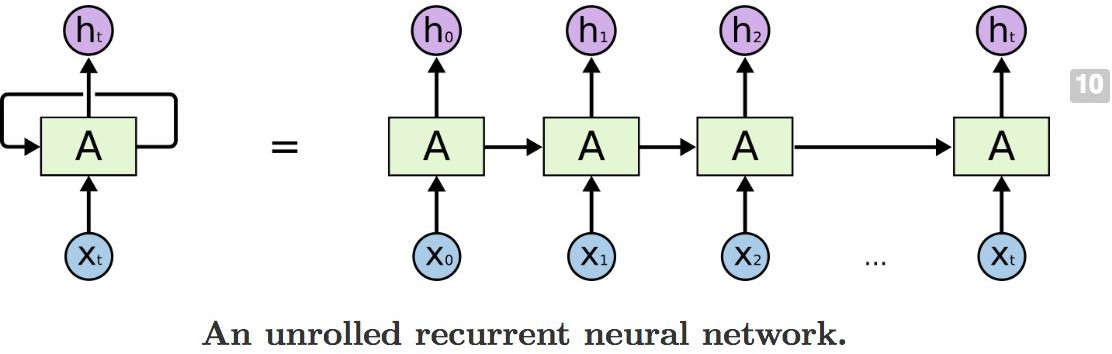 hₜ h₀ h₁ h₂ hₜ
10
A = A A A A
xₜ x₀ x₁ x₂ ... xₜ
An unrolled recurrent neural network.